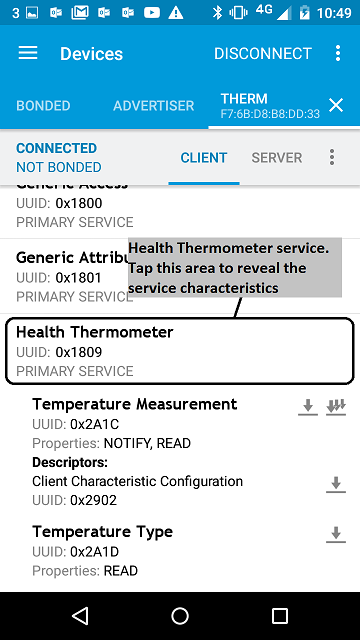 3 4G 10:49
Devices DISCONNECT
BONDED ADVERTISER THERM
F7:6B:D8:B8:DD:33
CONNECTED
NOT BONDED
CLIENT SERVER
Generic Access
UUID: 0x1800
PRIMARY SERVICE
Generic Attribu
UUID: 0x1801
PRIMARY SERVICE
Health Thermometer service.
Tap this area to reveal the
service characteristics
Health Thermometer
UUID: 0x1809
PRIMARY SERVICE
Temperature Measurement
UUID: 0x2A1C
Properties: NOTIFY, READ
Descriptors:
Client Characteristic Configuration
UUID: 0x2902
Temperature Type
UUID: 0x2A1D
Properties: READ